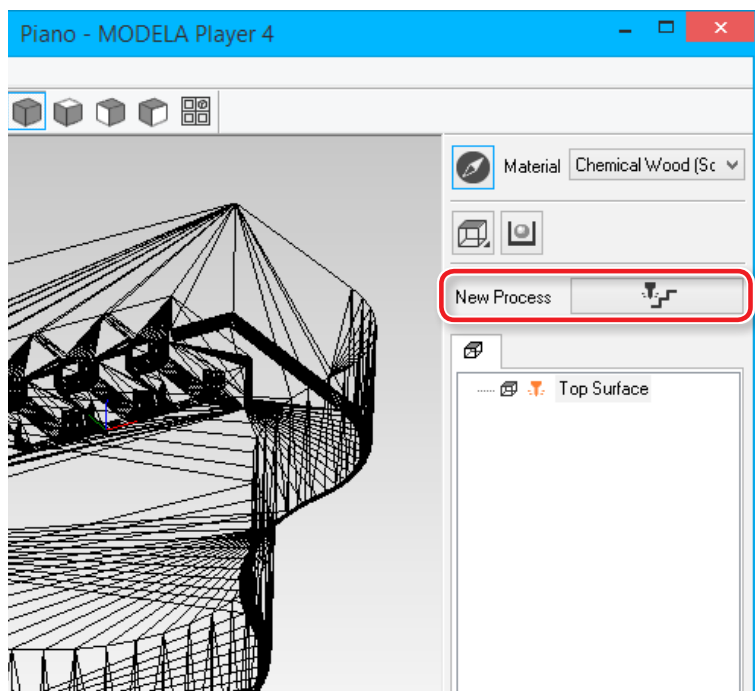 Piano - MODELA Player 4
Material Chemical Wood (Sc
New Process
Top Surface